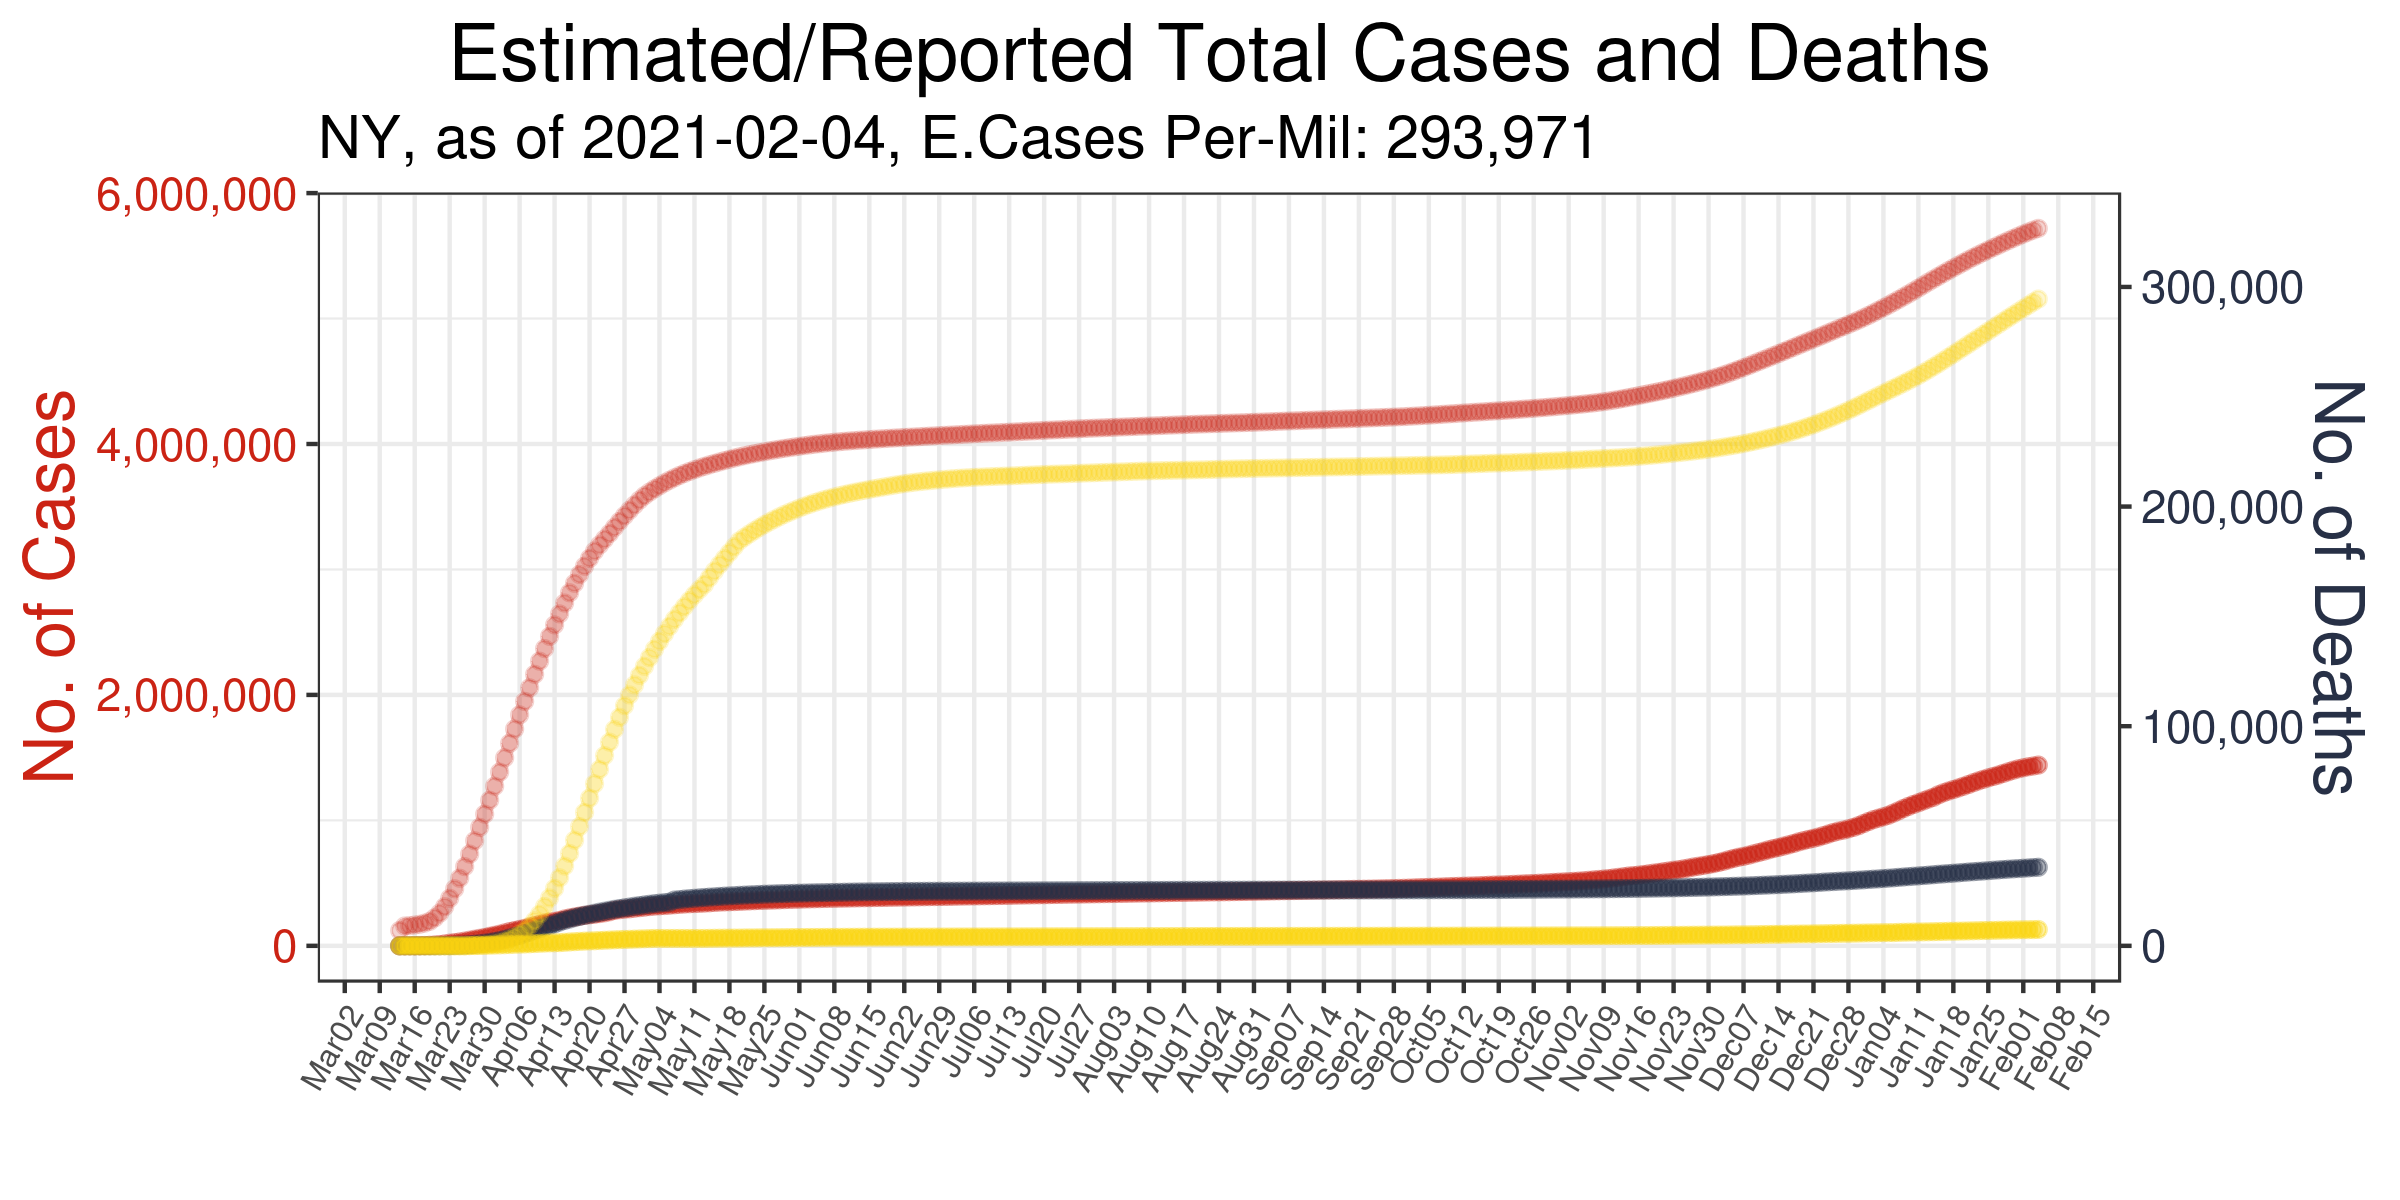 Estimated/Reported Total Cases and Deaths
NY, as of 2021-02-04, E.Cases Per-Mil: 293,971
No. of Cases
6,000,000
4,000,000
2,000,000
0
300,000
200,000
100,000
0
No. of Deaths
Mar02
Mar09
Mar16
Mar23
Mar30
Apr06
Apr13
Apr20
Apr27
May04
May11
May18
May25
Jun01
Jun08
Jun15
Jun22
Jun29
Jul06
Jul13
Jul20
Jul27
Aug03
Aug10
Aug17
Aug24
Aug31
Sep07
Sep14
Sep21
Sep28
Oct05
Oct12
Oct19
Oct26
Nov02
Nov09
Nov16
Nov23
Nov30
Dec07
Dec14
Dec21
Dec28
Jan04
Jan11
Jan18
Jan25
Feb01
Feb08
Feb15